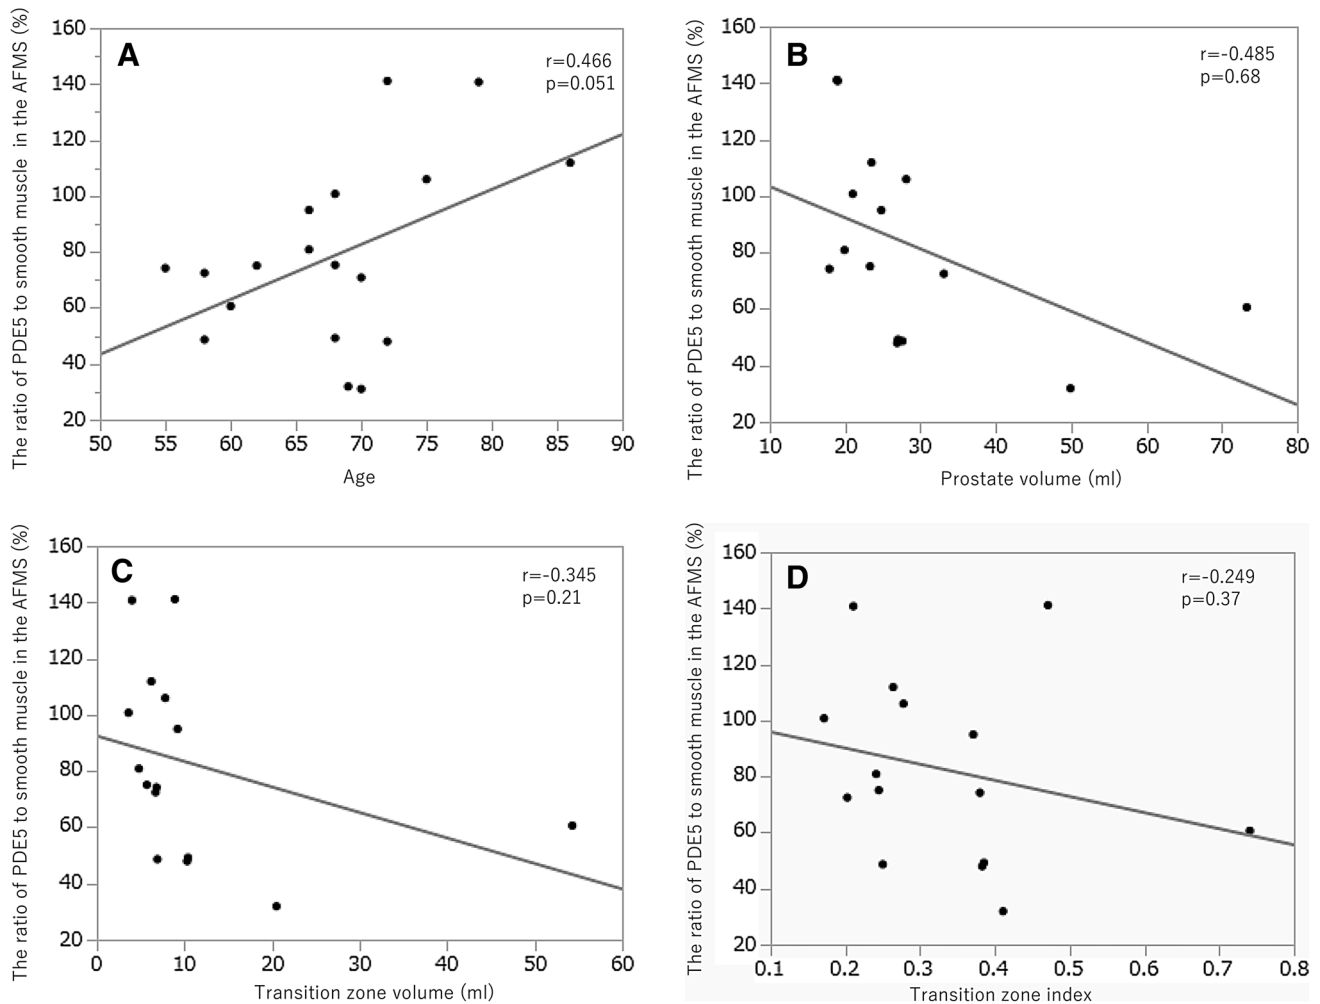 The ratio of PDE5 to smooth muscle in the AFMS (%)
A
r=0.466
p=0.051
160
140
120
100
80
60
40
20
50 55 60 65 70 75 80 85 90
Age
The ratio of PDE5 to smooth muscle in the AFMS (%)
B
r=-0.485
p=0.68
160
140
120
100
80
60
40
20
10 20 30 40 50 60 70 80
Prostate volume (ml)
The ratio of PDE5 to smooth muscle in the AFMS (%)
C
r=-0.345
p=0.21
160
140
120
100
80
60
40
20
0 10 20 30 40 50 60
Transition zone volume (ml)
The ratio of PDE5 to smooth muscle in the AFMS (%)
D
r=-0.249
p=0.37
160
140
120
100
80
60
40
20
0.1 0.2 0.3 0.4 0.5 0.6 0.7 0.8
Transition zone index